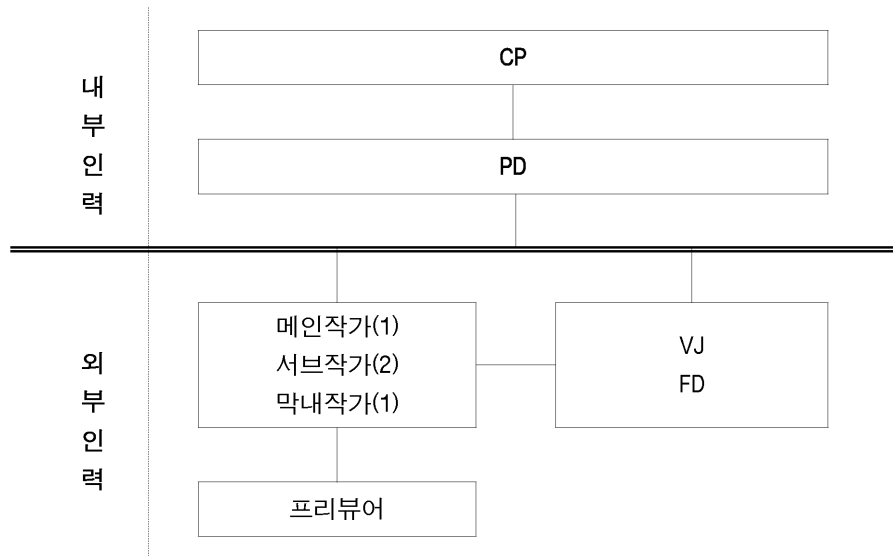 내
부
인
력
CP
PD
외
부
인
력
메인작가(1)
서브작가(2)
막내작가(1)
VJ
FD
프리뷰어